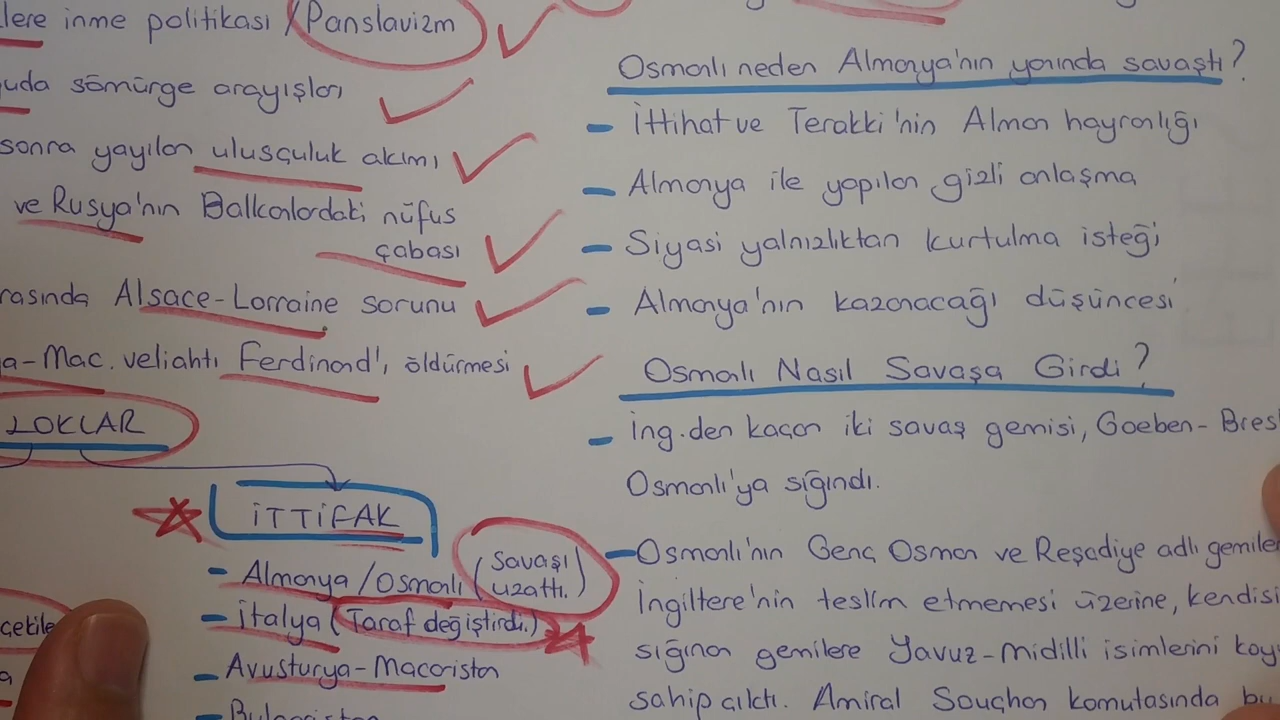 lere inme politikası / Panslavizm
uda sömürge arayışları
sonra yayılan ulusçuluk akımı
ve Rusya'nın Balkanlardaki nüfus
çabası
rasında Alsace-Lorraine sorunu
a-Mac. veliahtı Ferdinand'ı öldürmesi
LOKLAR
İTTİFAK
- Almanya / Osmanlı (Savaşı uzattı.)
- İtalya (Taraf değiştirdi.)
- Avusturya-Macaristan
- Bulgaristan
çetile
a
Osmanlı neden Almanya'nın yanında savaştı?
- İttihat ve Terakki'nin Alman hayranlığı
- Almanya ile yapılan gizli anlaşma
- Siyasi yalnızlıktan kurtulma isteği
- Almanya'nın kazanacağı düşüncesi
Osmanlı Nasıl Savaşa Girdi?
- İng.den kaçan iki savaş gemisi, Goeben-Bres
Osmanlı'ya sığındı.
- Osmanlı'nın Genç Osman ve Reşadiye adlı gemiler
İngiltere'nin teslim etmemesi üzerine, kendisi
sığınan gemilere Yavuz-Midilli isimlerini koy
sahip çıktı. Amiral Souchon komutasında bu